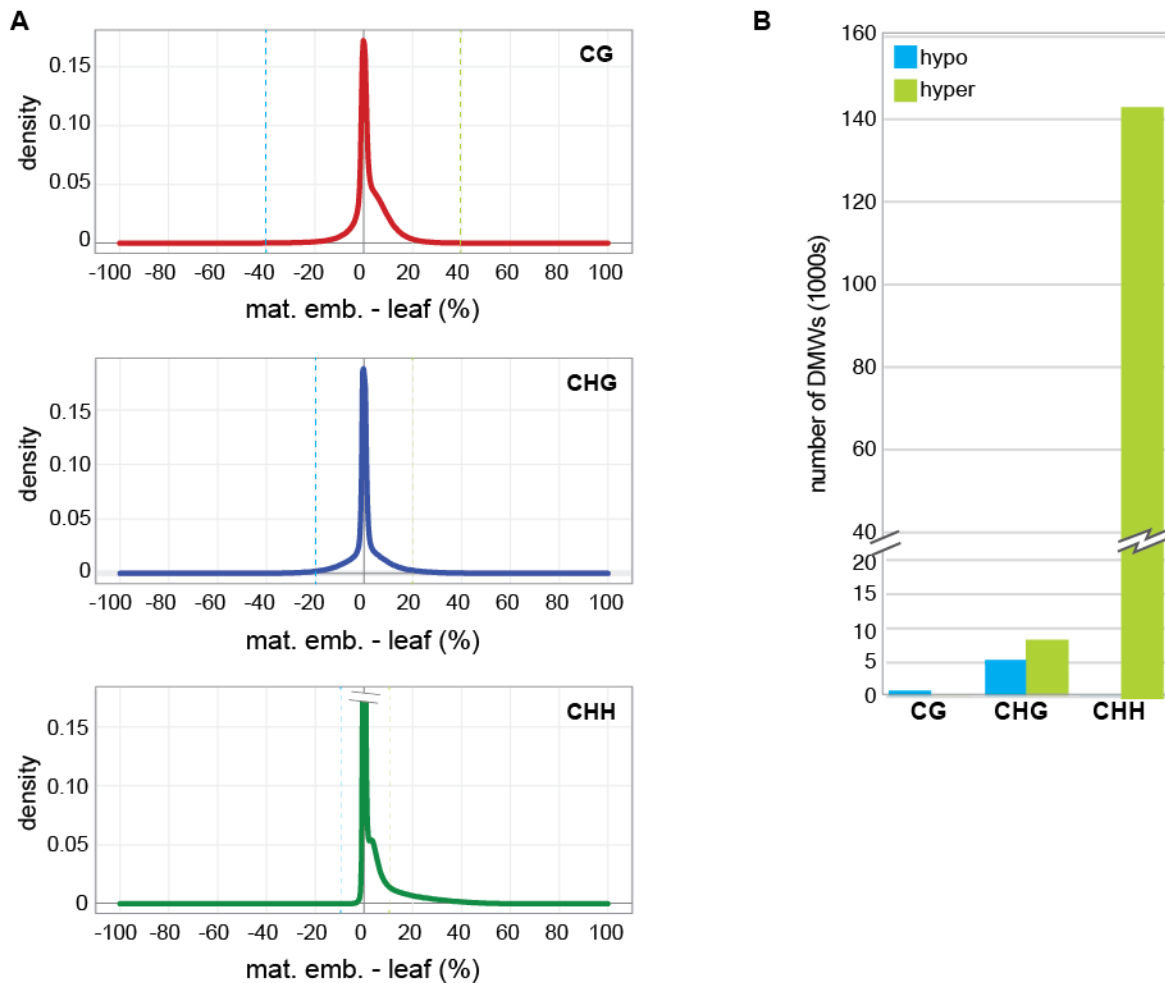 A
CG
0.15
0.10
0.05
0
density
-100 -80 -60 -40 -20 0 20 40 60 80 100
mat. emb. - leaf (%)
CHG
0.15
0.10
0.05
0
density
-100 -80 -60 -40 -20 0 20 40 60 80 100
mat. emb. - leaf (%)
CHH
0.15
0.10
0.05
0
density
-100 -80 -60 -40 -20 0 20 40 60 80 100
mat. emb. - leaf (%)
B
hypo
hyper
160
140
120
100
80
60
40
20
15
10
5
0
number of DMWs (1000s)
CG CHG CHH